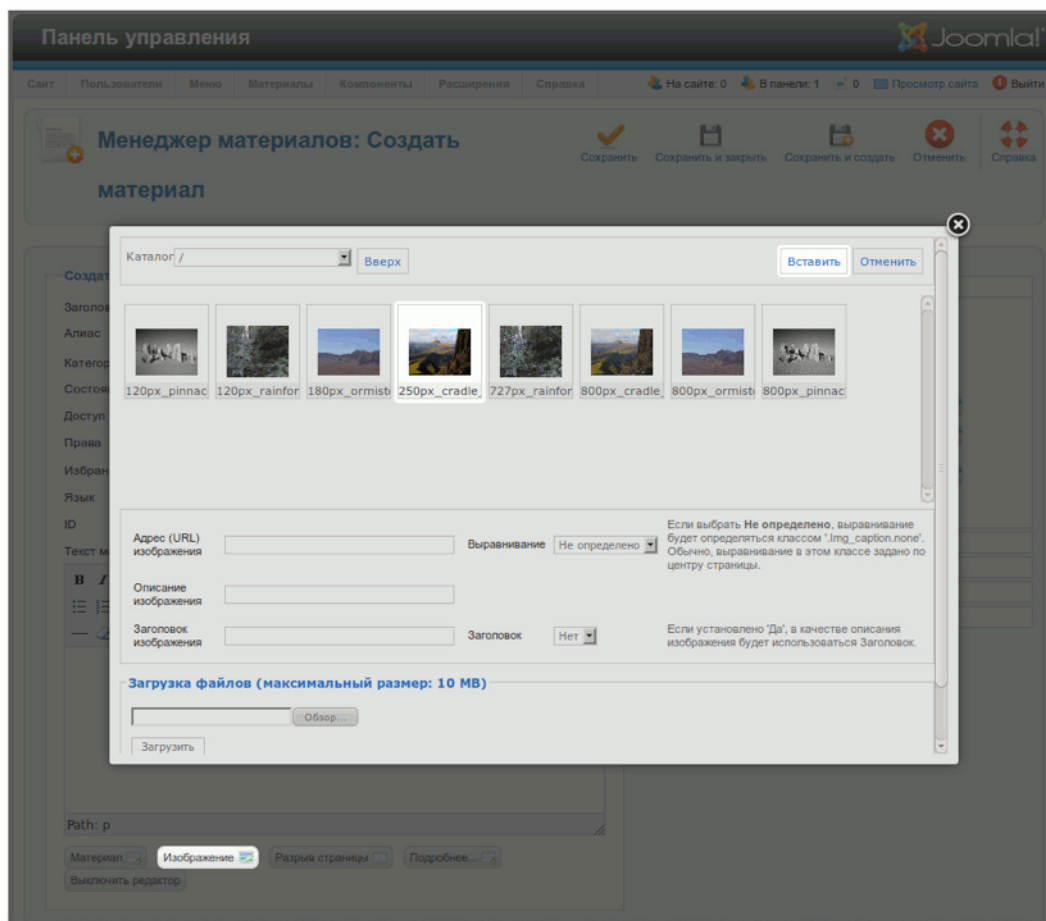 Панель управления
Joomla!
Сайт Пользователи Меню Материалы Компоненты Расширения Справка На сайте: 0 В панели: 1 0 Просмотр сайта Выйти
Менеджер материалов: Создать
материал
Сохранить Сохранить и закрыть Сохранить и создать Отменить Справка
Каталог / Вверх Вставить Отменить
Создат
Заголов
Алиас
Категор
Состоя
Доступ
Права
Избран
Язык
ID
Текст м
B I
120px_pinnac 120px_rainfor 180px_ormist 250px_cradle_ 727px_rainfor 800px_cradle_ 800px_ormist 800px_pinnac
Адрес (URL)
изображения
Выравнивание Не определено
Если выбрать Не определено, выравнивание
будет определяться классом '.Img_caption.none'.
Обычно, выравнивание в этом классе задано по
центру страницы.
Описание
изображения
Заголовок
изображения
Заголовок Нет
Если установлено 'Да', в качестве описания
изображения будет использоваться Заголовок.
Загрузка файлов (максимальный размер: 10 MB)
Обзор...
Загрузить
Path: p
Материал Изображение Разрыв страницы Подробнее...
Выключить редактор